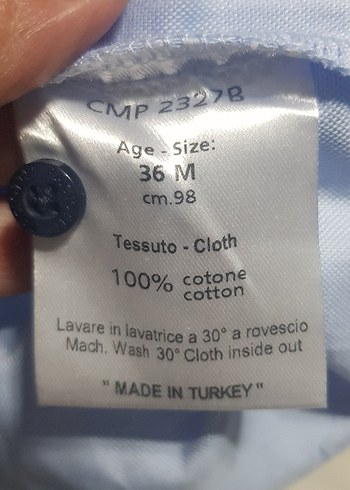 CMP 2327B
Age - Size:
36 M
cm.98
Tessuto - Cloth
100% cotone
cotton
Lavare in lavatrice a 30° a rovescio
Mach. Wash 30° Cloth inside out
" MADE IN TURKEY "